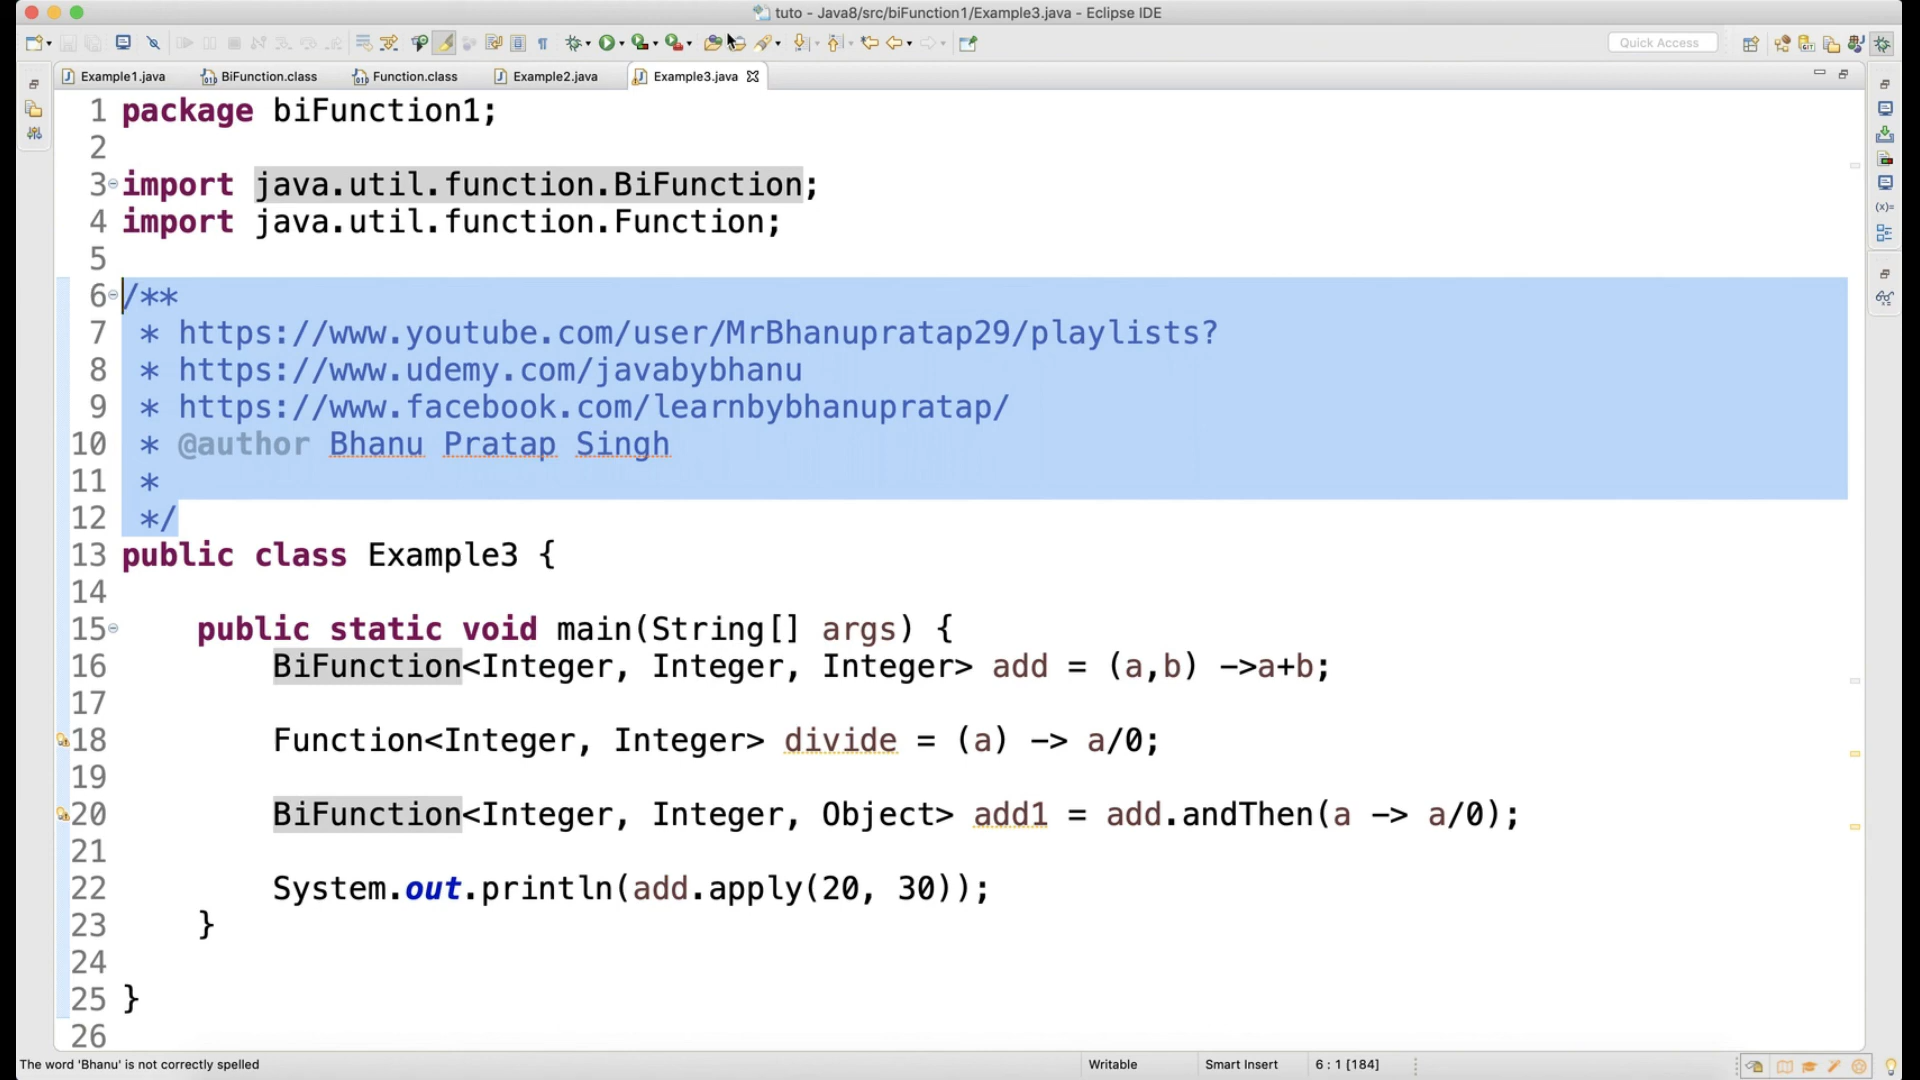 tuto - Java8/src/biFunction1/Example3.java - Eclipse IDE
Quick Access
Example1.java
BiFunction.class
Function.class
Example2.java
Example3.java
1 package biFunction1;
2
3 import java.util.function.BiFunction;
4 import java.util.function.Function;
5
6 /**
7  * https://www.youtube.com/user/MrBhanupratap29/playlists?
8  * https://www.udemy.com/javabybhanu
9  * https://www.facebook.com/learnbybhanupratap/
10  * @author Bhanu Pratap Singh
11  *
12  */
13 public class Example3 {
14
15     public static void main(String[] args) {
16         BiFunction<Integer, Integer, Integer> add = (a,b) ->a+b;
17
18         Function<Integer, Integer> divide = (a) -> a/0;
19
20         BiFunction<Integer, Integer, Object> add1 = add.andThen(a -> a/0);
21
22         System.out.println(add.apply(20, 30));
23     }
24
25 }
26
The word 'Bhanu' is not correctly spelled
Writable
Smart Insert
6 : 1 [184]